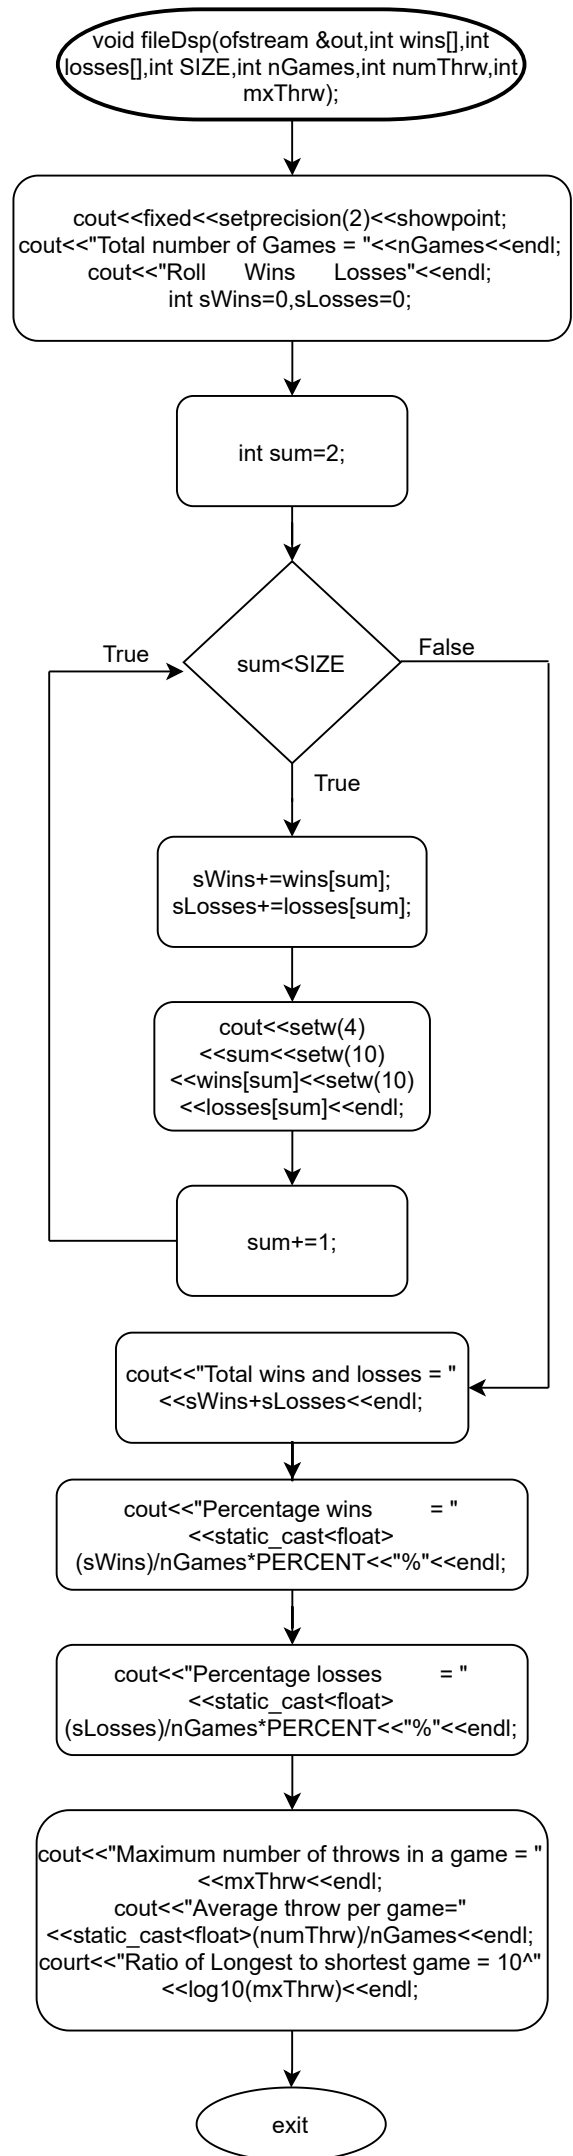 void fileDsp(ofstream &out,int wins[],int
losses[],int SIZE,int nGames,int numThrw,int
mxThrw);
cout<<fixed<<setprecision(2)<<showpoint;
cout<<"Total number of Games = "<<nGames<<endl;
cout<<"Roll      Wins      Losses"<<endl;
int sWins=0,sLosses=0;
int sum=2;
sum<SIZE
True
False
True
sWins+=wins[sum];
sLosses+=losses[sum];
cout<<setw(4)
<<sum<<setw(10)
<<wins[sum]<<setw(10)
<<losses[sum]<<endl;
sum+=1;
cout<<"Total wins and losses = "
<<sWins+sLosses<<endl;
cout<<"Percentage wins         = "
<<static_cast<float>
(sWins)/nGames*PERCENT<<"%"<<endl;
cout<<"Percentage losses         = "
<<static_cast<float>
(sLosses)/nGames*PERCENT<<"%"<<endl;
cout<<"Maximum number of throws in a game = "
<<mxThrw<<endl;
cout<<"Average throw per game="
<<static_cast<float>(numThrw)/nGames<<endl;
court<<"Ratio of Longest to shortest game = 10^"
<<log10(mxThrw)<<endl;
exit